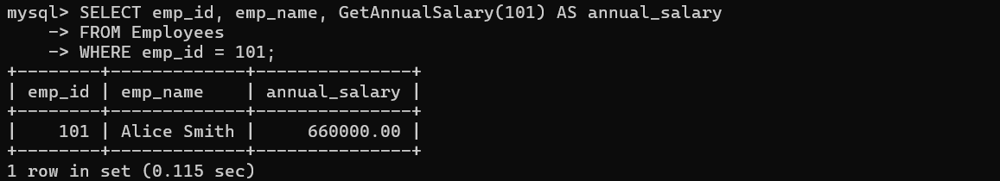 mysql> SELECT emp_id, emp_name, GetAnnualSalary(101) AS annual_salary
    -> FROM Employees
    -> WHERE emp_id = 101;
+--------+-------------+---------------+
| emp_id | emp_name    | annual_salary |
+--------+-------------+---------------+
|    101 | Alice Smith |     660000.00 |
+--------+-------------+---------------+
1 row in set (0.115 sec)